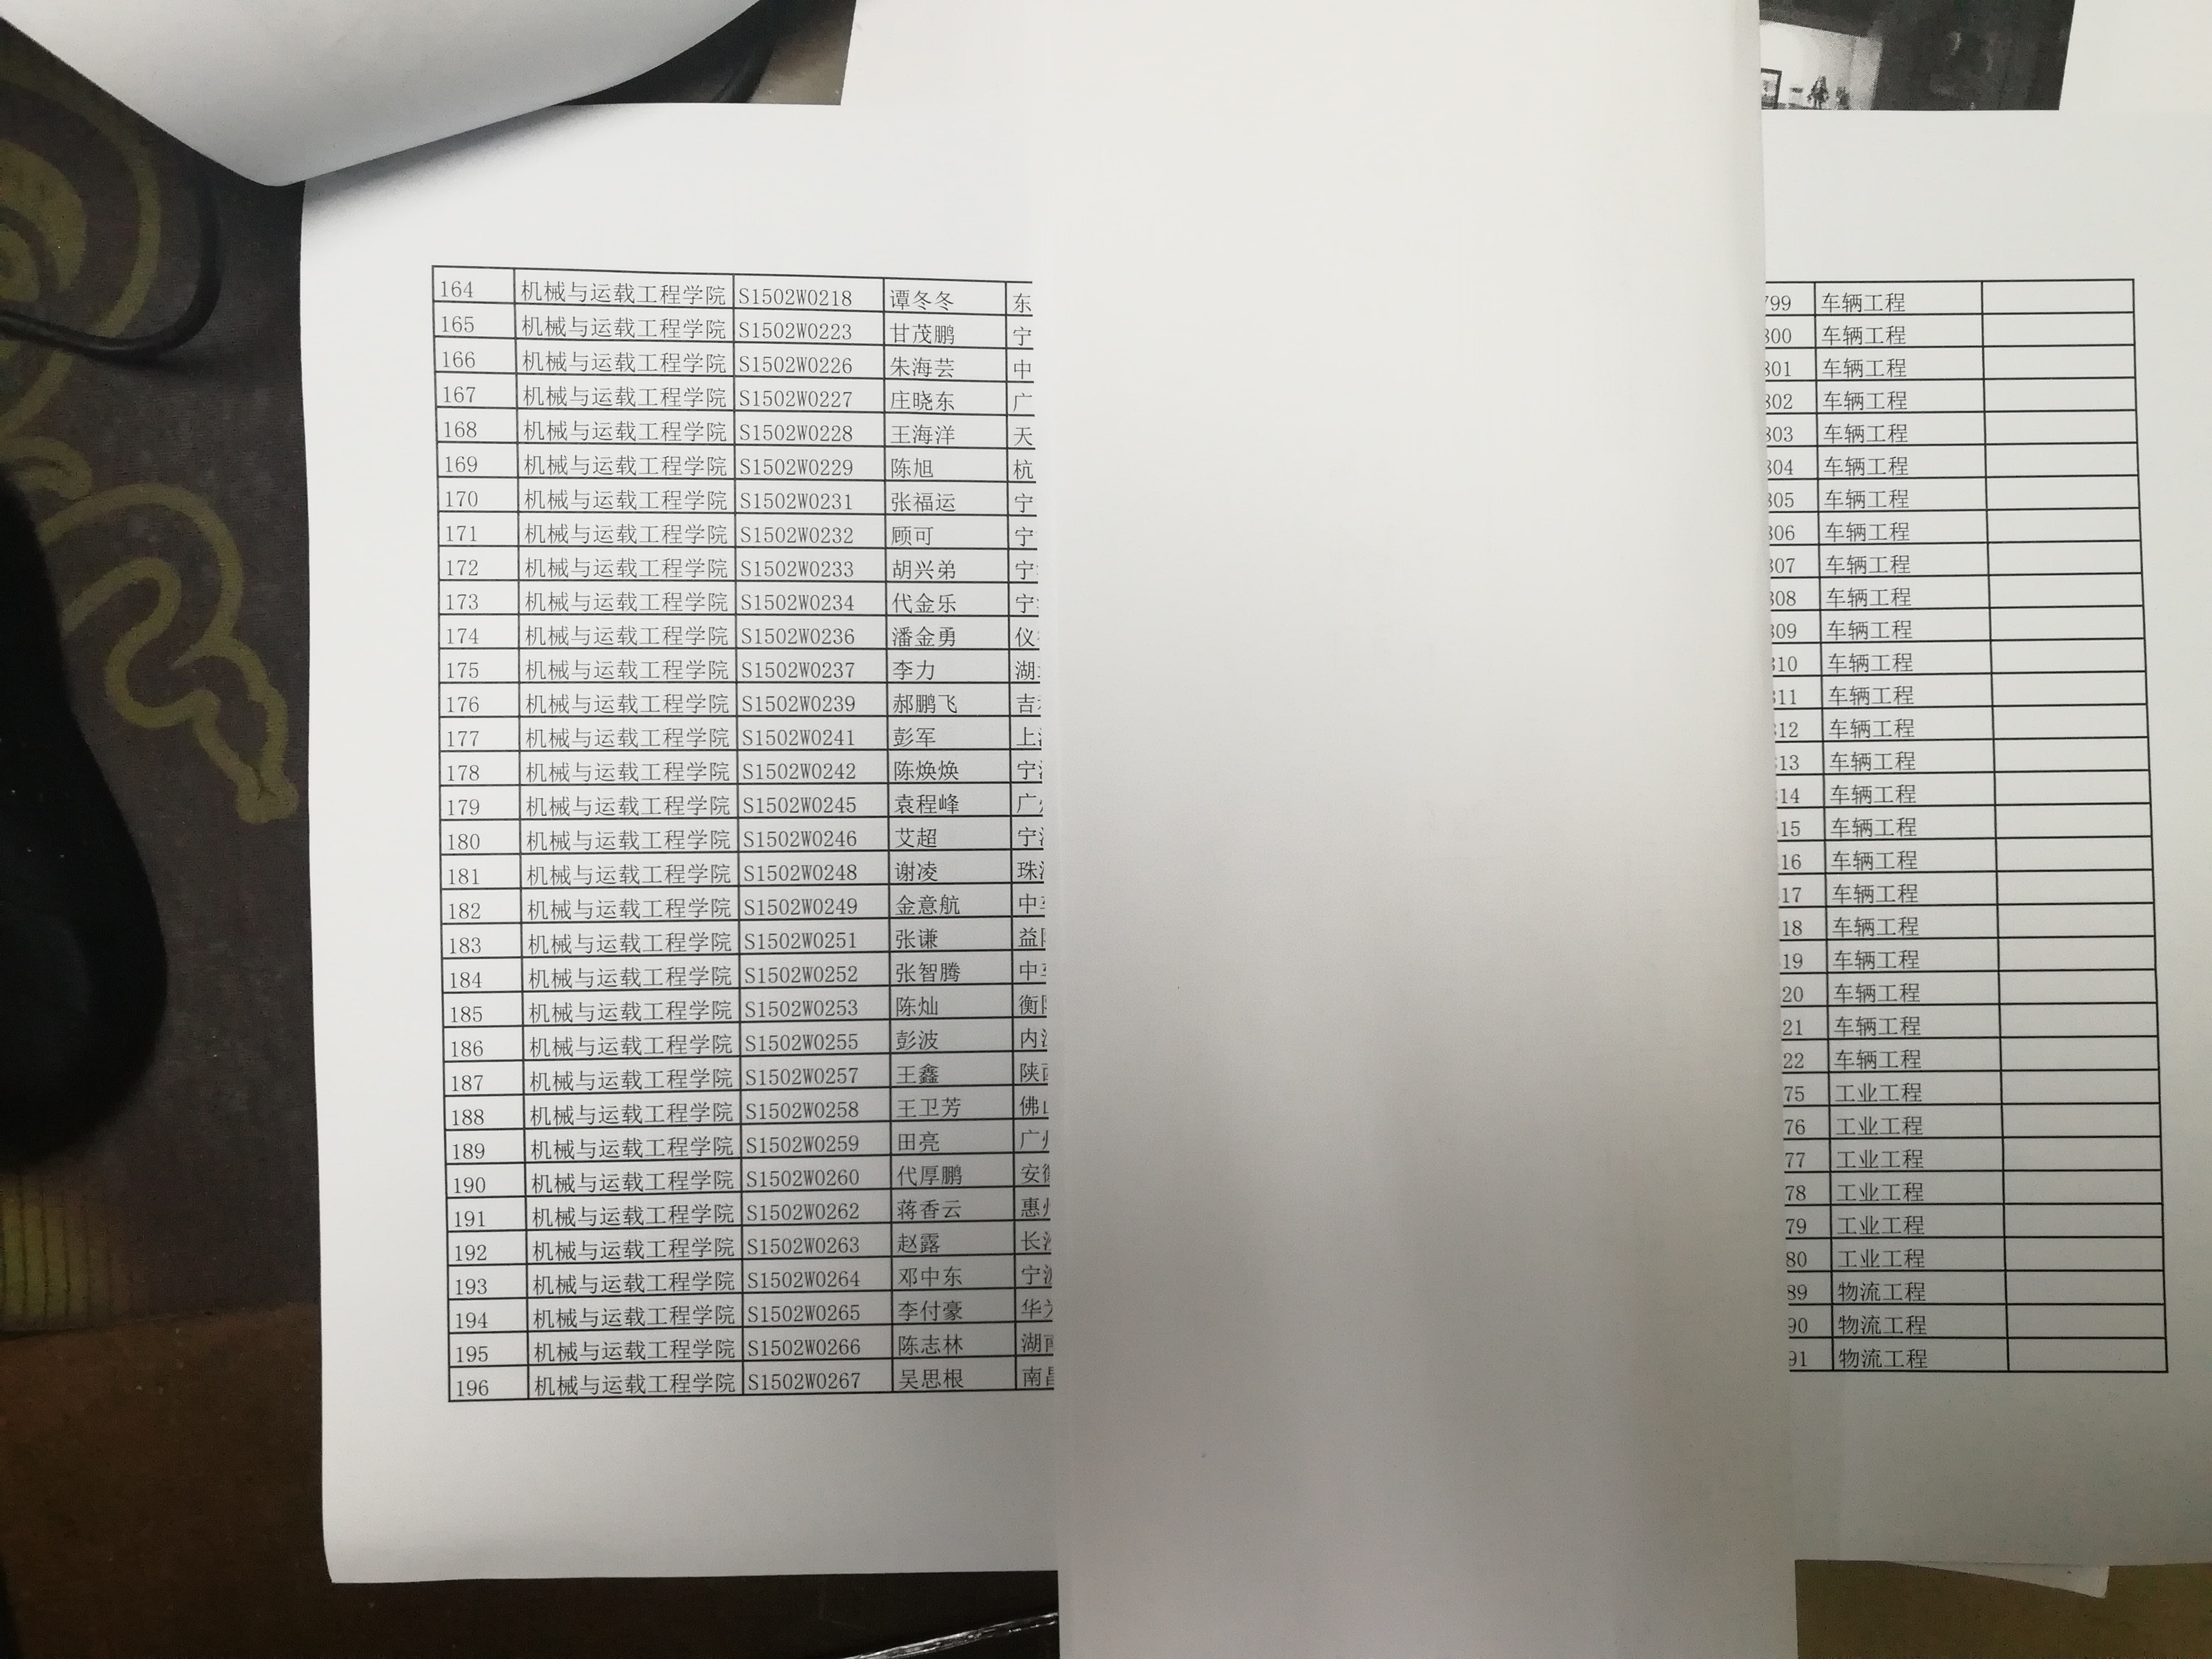 164 机械与运载工程学院 S1502W0218 谭冬冬 东 799 车辆工程
165 机械与运载工程学院 S1502W0223 甘茂鹏 宁 800 车辆工程
166 机械与运载工程学院 S1502W0226 朱海芸 中 801 车辆工程
167 机械与运载工程学院 S1502W0227 庄晓东 广 802 车辆工程
168 机械与运载工程学院 S1502W0228 王海洋 天 803 车辆工程
169 机械与运载工程学院 S1502W0229 陈旭 杭 804 车辆工程
170 机械与运载工程学院 S1502W0231 张福运 宁 805 车辆工程
171 机械与运载工程学院 S1502W0232 顾可 宁 806 车辆工程
172 机械与运载工程学院 S1502W0233 胡兴弟 宁 807 车辆工程
173 机械与运载工程学院 S1502W0234 代金乐 宁 808 车辆工程
174 机械与运载工程学院 S1502W0236 潘金勇 仪 809 车辆工程
175 机械与运载工程学院 S1502W0237 李力 湖 10 车辆工程
176 机械与运载工程学院 S1502W0239 郝鹏飞 吉 11 车辆工程
177 机械与运载工程学院 S1502W0241 彭军 上 12 车辆工程
178 机械与运载工程学院 S1502W0242 陈焕焕 宁 13 车辆工程
179 机械与运载工程学院 S1502W0245 袁程峰 广 14 车辆工程
180 机械与运载工程学院 S1502W0246 艾超 宁 15 车辆工程
181 机械与运载工程学院 S1502W0248 谢凌 珠 16 车辆工程
182 机械与运载工程学院 S1502W0249 金意航 中 17 车辆工程
183 机械与运载工程学院 S1502W0251 张谦 益 18 车辆工程
184 机械与运载工程学院 S1502W0252 张智腾 中 19 车辆工程
185 机械与运载工程学院 S1502W0253 陈灿 衡 20 车辆工程
186 机械与运载工程学院 S1502W0255 彭波 内 21 车辆工程
187 机械与运载工程学院 S1502W0257 王鑫 陕 22 车辆工程
188 机械与运载工程学院 S1502W0258 王卫芳 佛 75 工业工程
189 机械与运载工程学院 S1502W0259 田亮 广 76 工业工程
190 机械与运载工程学院 S1502W0260 代厚鹏 安 77 工业工程
191 机械与运载工程学院 S1502W0262 蒋香云 惠 78 工业工程
192 机械与运载工程学院 S1502W0263 赵露 长 79 工业工程
193 机械与运载工程学院 S1502W0264 邓中东 宁 80 工业工程
194 机械与运载工程学院 S1502W0265 李付豪 华 89 物流工程
195 机械与运载工程学院 S1502W0266 陈志林 湖 90 物流工程
196 机械与运载工程学院 S1502W0267 吴思根 南 91 物流工程